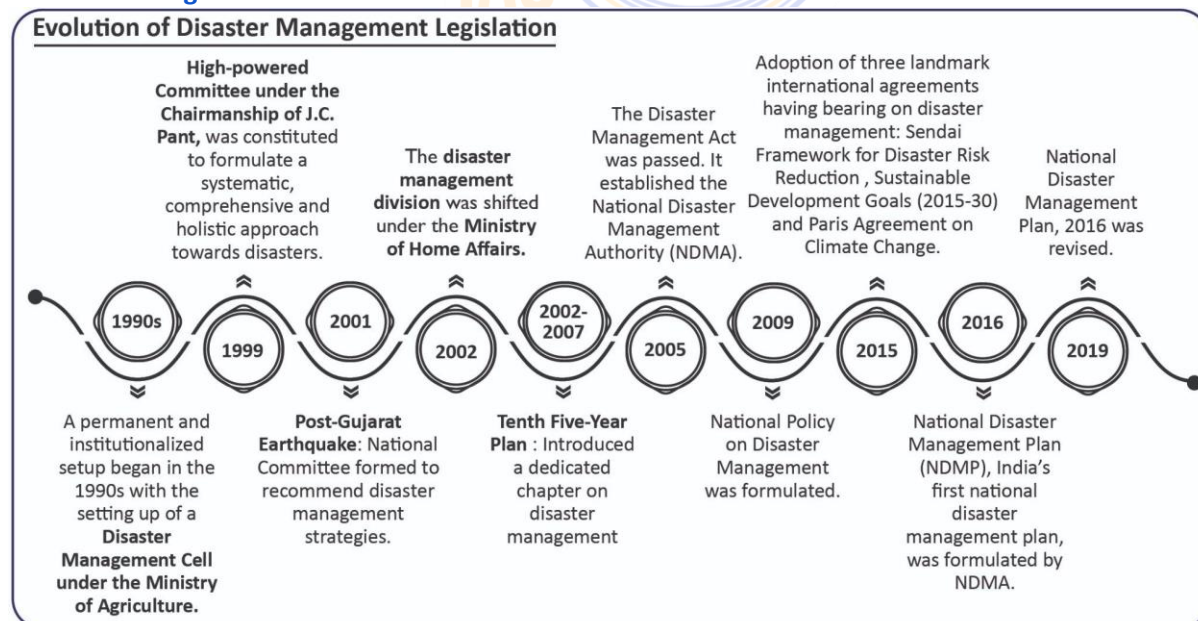 Evolution of Disaster Management Legislation
High-powered
Committee under the
Chairmanship of J.C.
Pant, was constituted
to formulate a
systematic,
comprehensive and
holistic approach
towards disasters.
The disaster
management
division was shifted
under the Ministry
of Home Affairs.
The Disaster
Management Act
was passed. It
established the
National Disaster
Management
Authority (NDMA).
Adoption of three landmark
international agreements
having bearing on disaster
management: Sendai
Framework for Disaster Risk
Reduction , Sustainable
Development Goals (2015-30)
and Paris Agreement on
Climate Change.
National
Disaster
Management
Plan, 2016 was
revised.
1990s
1999
2001
2002
2002-
2007
2005
2009
2015
2016
2019
A permanent and
institutionalized
setup began in the
1990s with the
setting up of a
Disaster
Management Cell
under the Ministry
of Agriculture.
Post-Gujarat
Earthquake: National
Committee formed to
recommend disaster
management
strategies.
Tenth Five-Year
Plan : Introduced
a dedicated
chapter on
disaster
management
National Policy
on Disaster
Management
was formulated.
National Disaster
Management Plan
(NDMP), India's
first national
disaster
management plan,
was formulated by
NDMA.